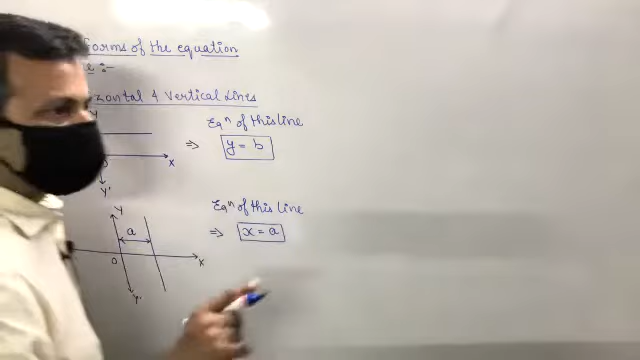 forms of the equation
e :-
zontal & Vertical Lines
Eqⁿ of this line
⇒ y = b
X
Y'
Eqⁿ of this line
⇒ x = a
Y
a
O
X
Y'